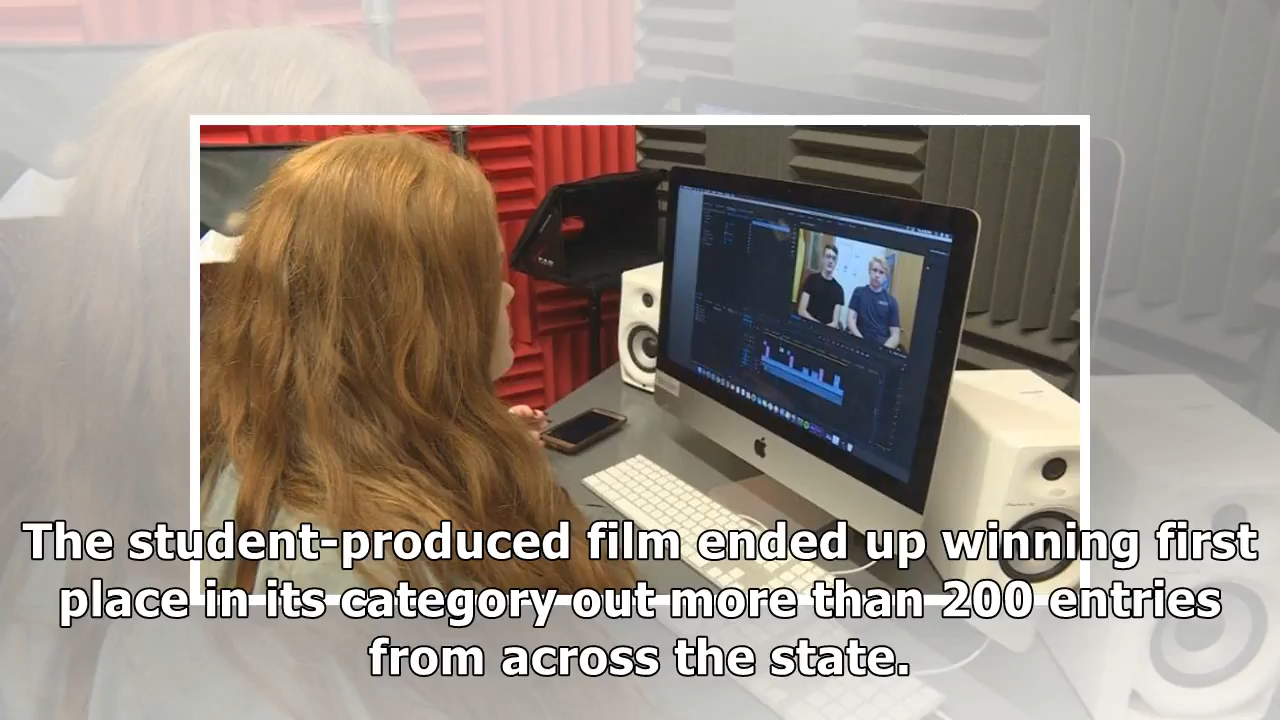 The student-produced film ended up winning first
place in its category out more than 200 entries
from across the state.